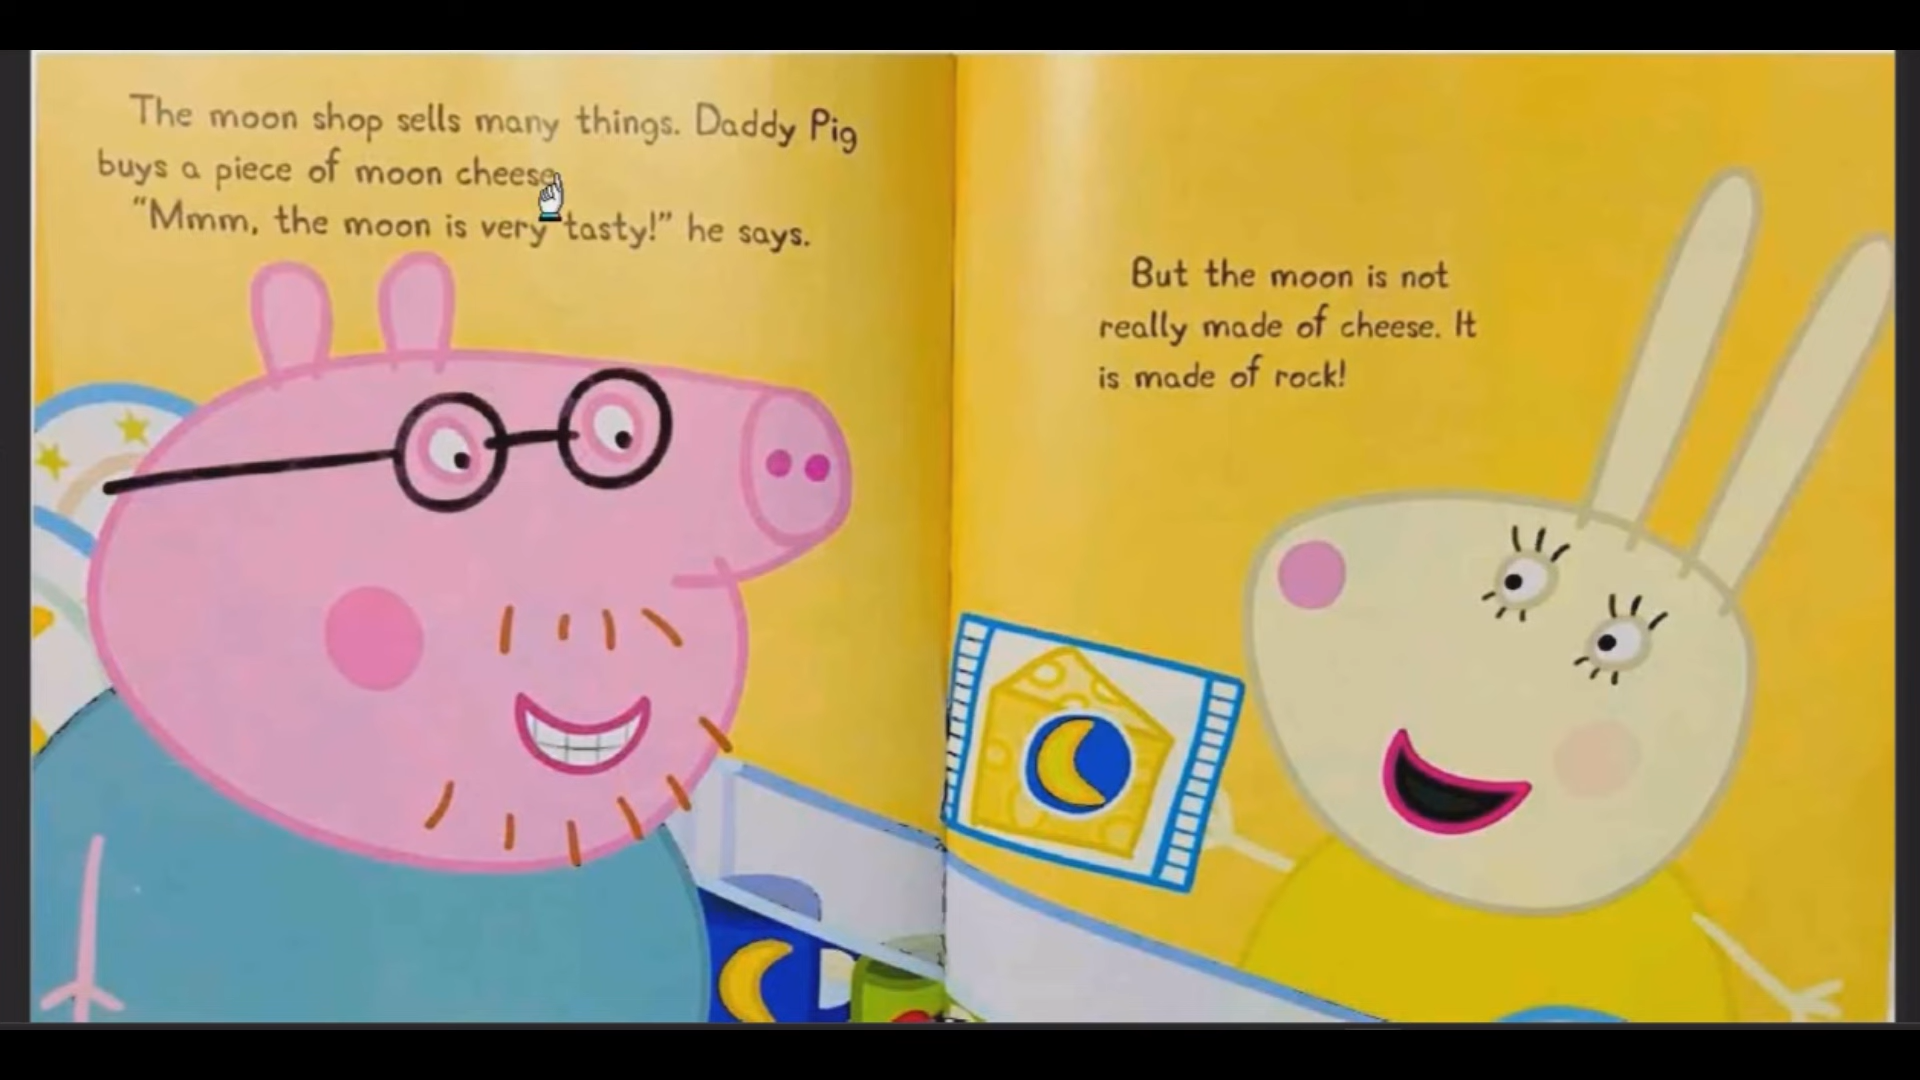 The moon shop sells many things. Daddy Pig
buys a piece of moon cheese.
"Mmm, the moon is very tasty!" he says.
But the moon is not
really made of cheese. It
is made of rock!